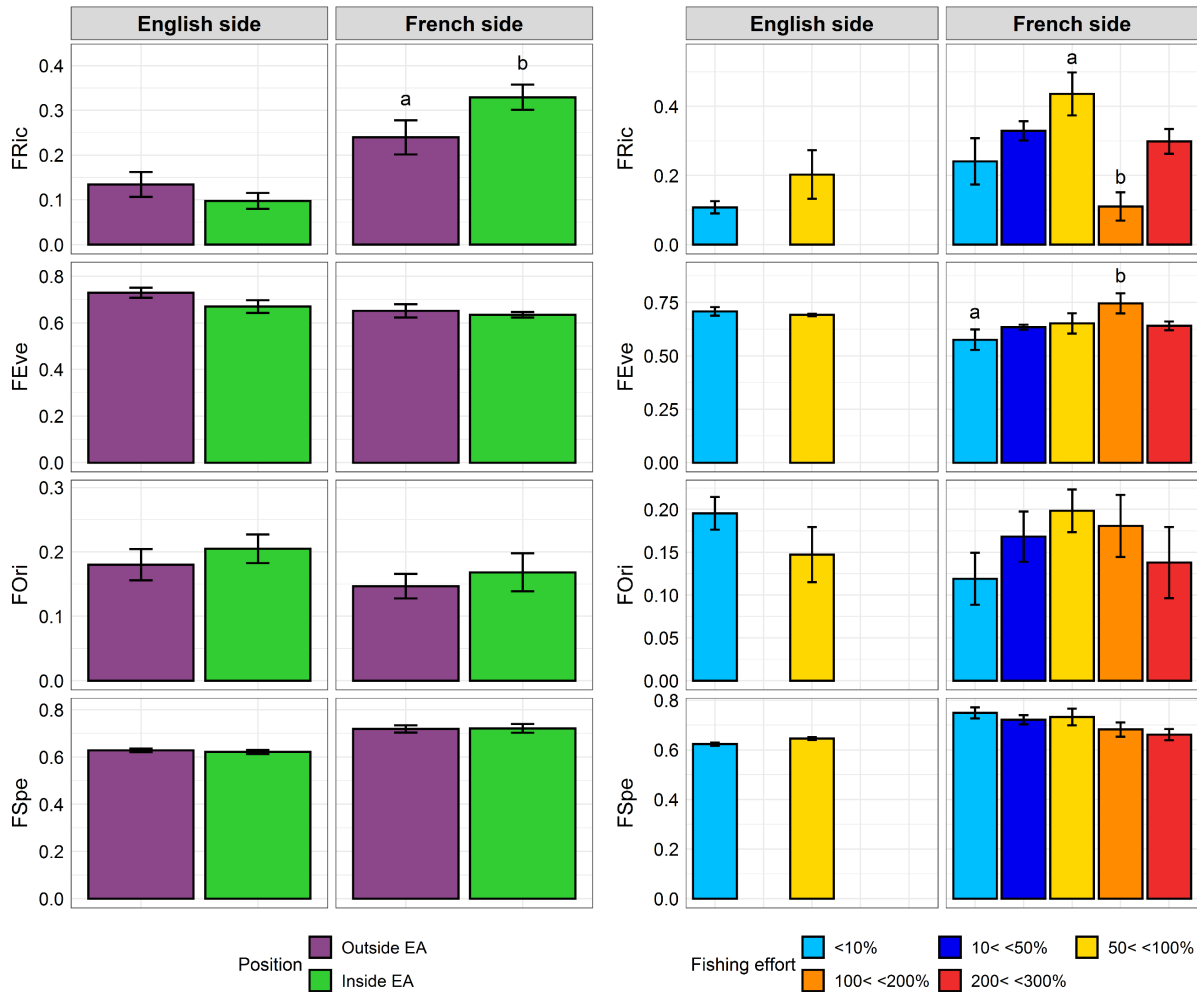 English side
French side
FRic
0.4
0.3
0.2
0.1
0.0
a
b
FEve
0.8
0.6
0.4
0.2
0.0
FOri
0.3
0.2
0.1
0.0
FSpe
0.8
0.6
0.4
0.2
0.0
Position
Outside EA
Inside EA
English side
French side
FRic
0.4
0.2
0.0
a
b
FEve
0.75
0.50
0.25
0.00
a
b
FOri
0.20
0.15
0.10
0.05
0.00
FSpe
0.8
0.6
0.4
0.2
0.0
Fishing effort
<10%
10< <50%
50< <100%
100< <200%
200< <300%